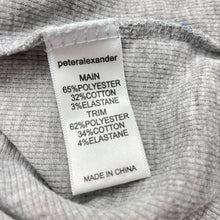 peteralexander
MAIN
65%POLYESTER
32%COTTON
3%ELASTANE
TRIM
62%POLYESTER
34%COTTON
4%ELASTANE
MADE IN CHINA